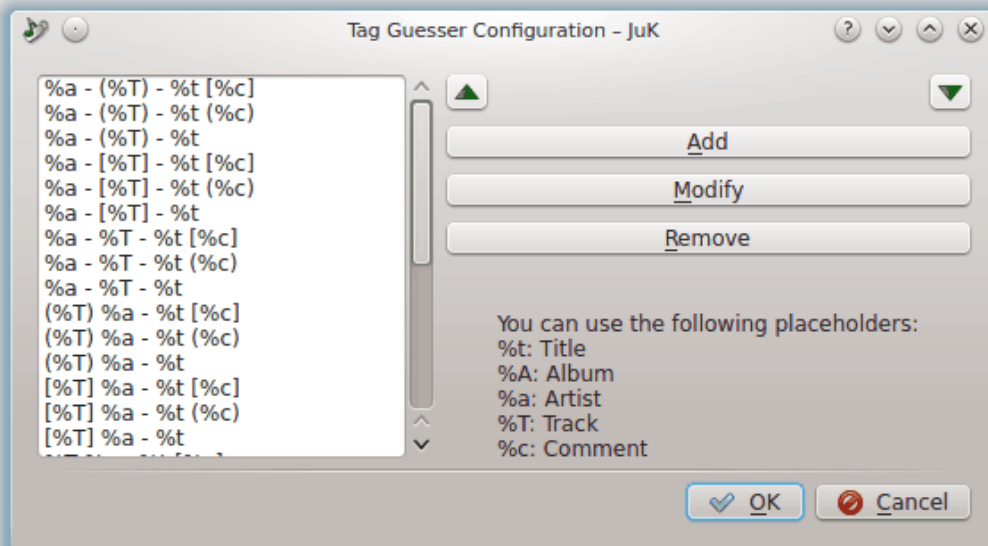 Tag Guesser Configuration – JuK
%a - (%T) - %t [%c]
%a - (%T) - %t (%c)
%a - (%T) - %t
%a - [%T] - %t [%c]
%a - [%T] - %t (%c)
%a - [%T] - %t
%a - %T - %t [%c]
%a - %T - %t (%c)
%a - %T - %t
(%T) %a - %t [%c]
(%T) %a - %t (%c)
(%T) %a - %t
[%T] %a - %t [%c]
[%T] %a - %t (%c)
[%T] %a - %t
Add
Modify
Remove
You can use the following placeholders:
%t: Title
%A: Album
%a: Artist
%T: Track
%c: Comment
OK
Cancel